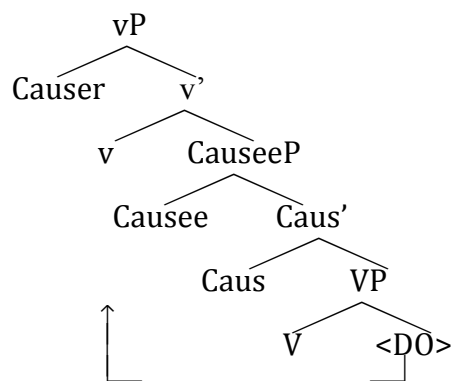 vP
Causer v’
v CauseeP
Causee Caus’
Caus VP
V <DO>